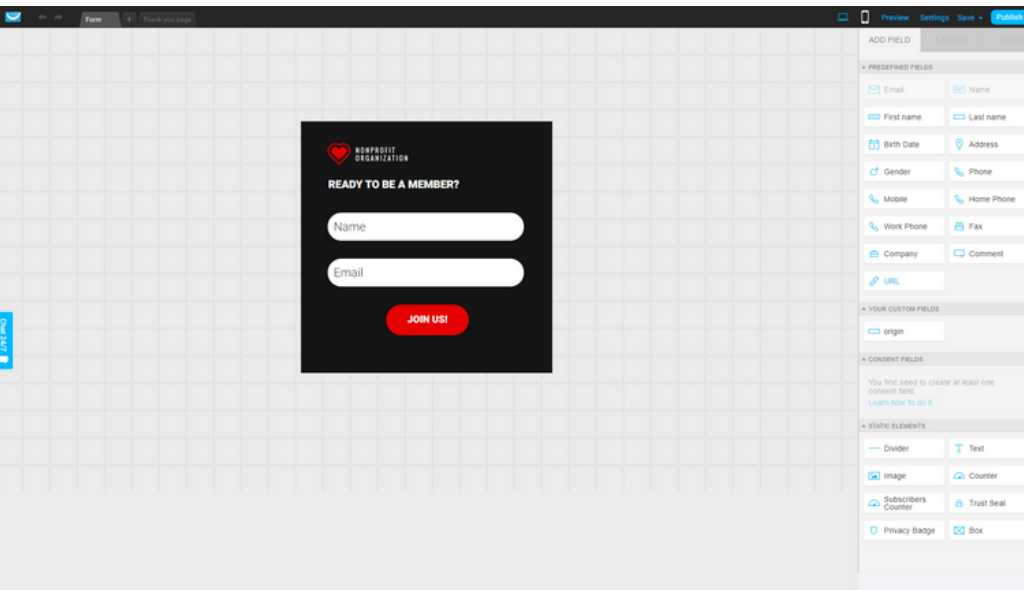 Form
+
Thank you page
Preview Settings Save
Publish
ADD FIELD LAYOUT
PREDEFINED FIELDS
Email Name
First name Last name
Birth Date Address
Gender Phone
Mobile Home Phone
Work Phone Fax
Company Comment
URL
YOUR CUSTOM FIELDS
origin
CONSENT FIELDS
You first need to create at least one
consent field.
Learn how to do it
STATIC ELEMENTS
Divider Text
Image Counter
Subscribers
Counter
Trust Seal
Privacy Badge Box
NONPROFIT
ORGANIZATION
READY TO BE A MEMBER?
Name
Email
JOIN US!
Chat 24/7